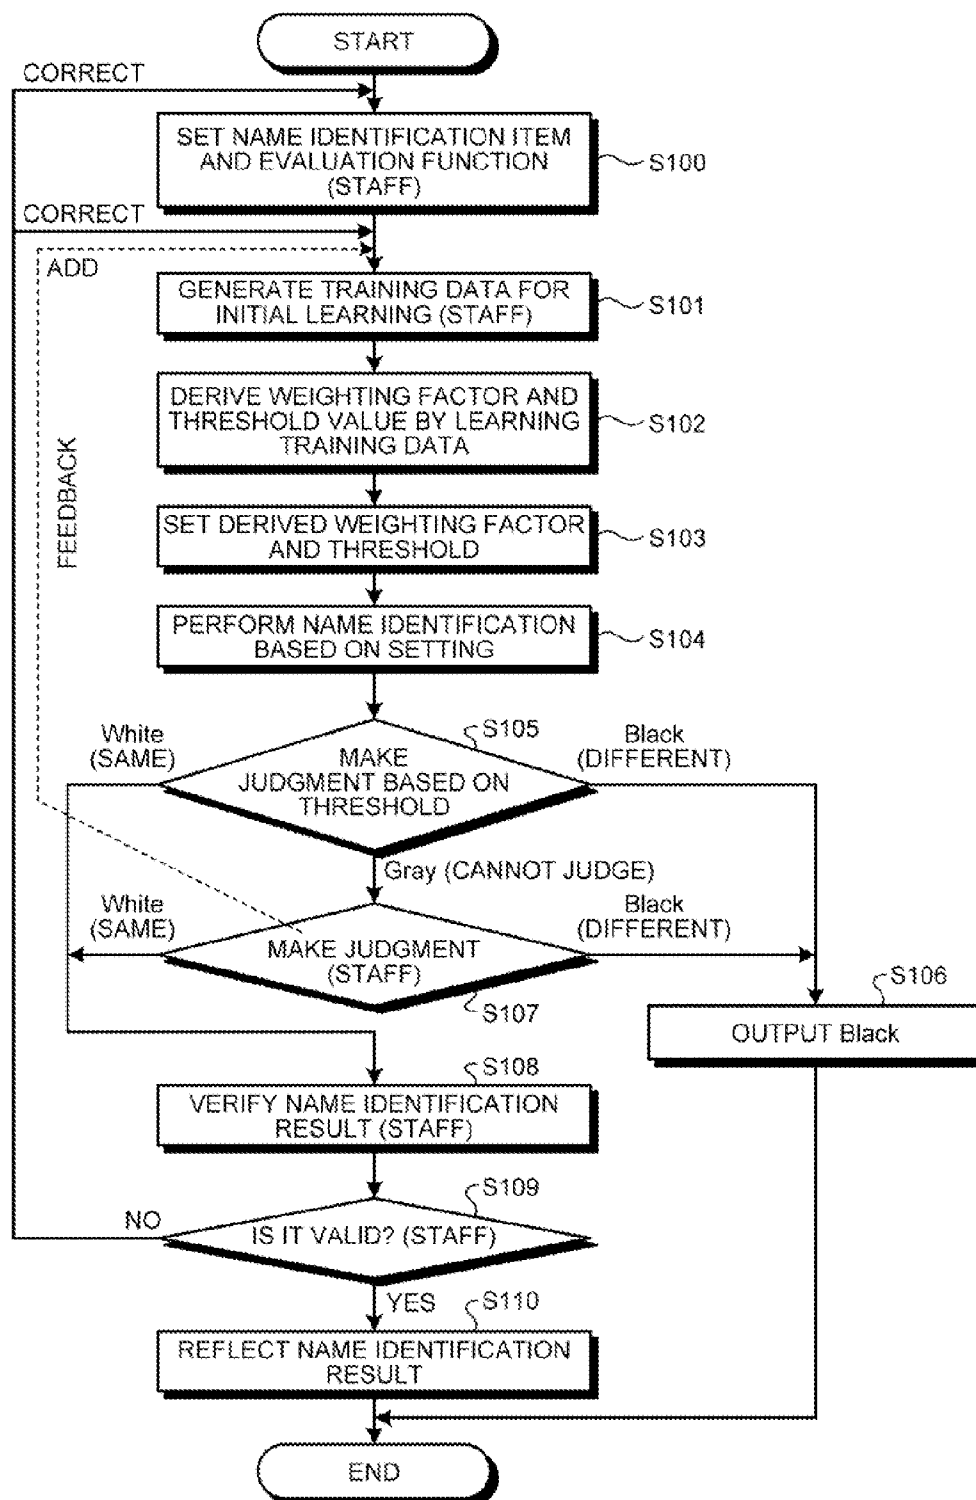 START
CORRECT
SET NAME IDENTIFICATION ITEM
AND EVALUATION FUNCTION
(STAFF)
S100
CORRECT
ADD
GENERATE TRAINING DATA FOR
INITIAL LEARNING (STAFF)
S101
DERIVE WEIGHTING FACTOR AND
THRESHOLD VALUE BY LEARNING
TRAINING DATA
S102
FEEDBACK
SET DERIVED WEIGHTING FACTOR
AND THRESHOLD
S103
PERFORM NAME IDENTIFICATION
BASED ON SETTING
S104
White
(SAME)
S105
Black
(DIFFERENT)
MAKE
JUDGMENT BASED ON
THRESHOLD
Gray (CANNOT JUDGE)
White
(SAME)
Black
(DIFFERENT)
MAKE JUDGMENT
(STAFF)
S107
S106
OUTPUT Black
S108
VERIFY NAME IDENTIFICATION
RESULT (STAFF)
S109
NO
IS IT VALID? (STAFF)
YES
S110
REFLECT NAME IDENTIFICATION
RESULT
END